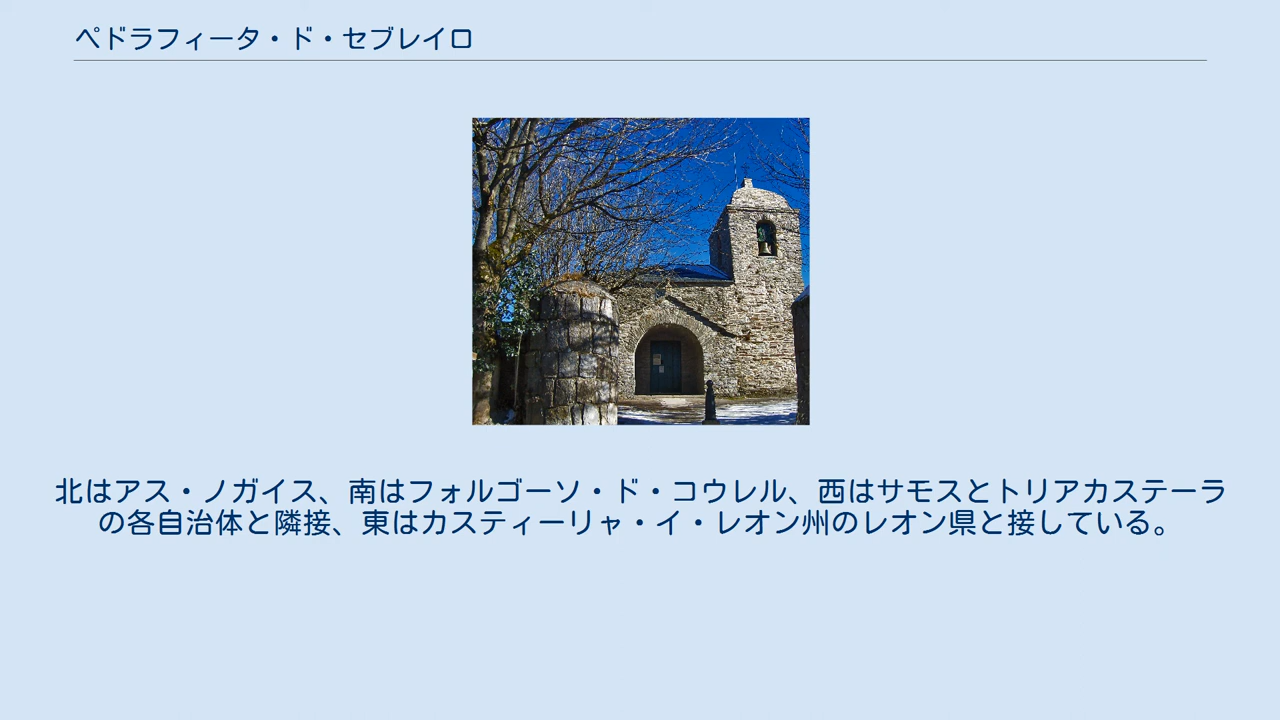 ペドラフィータ・ド・セブレイロ
北はアス・ノガイス、南はフォルゴーソ・ド・コウレル、西はサモスとトリアカステーラ
の各自治体と隣接、東はカスティーリャ・イ・レオン州のレオン県と接している。